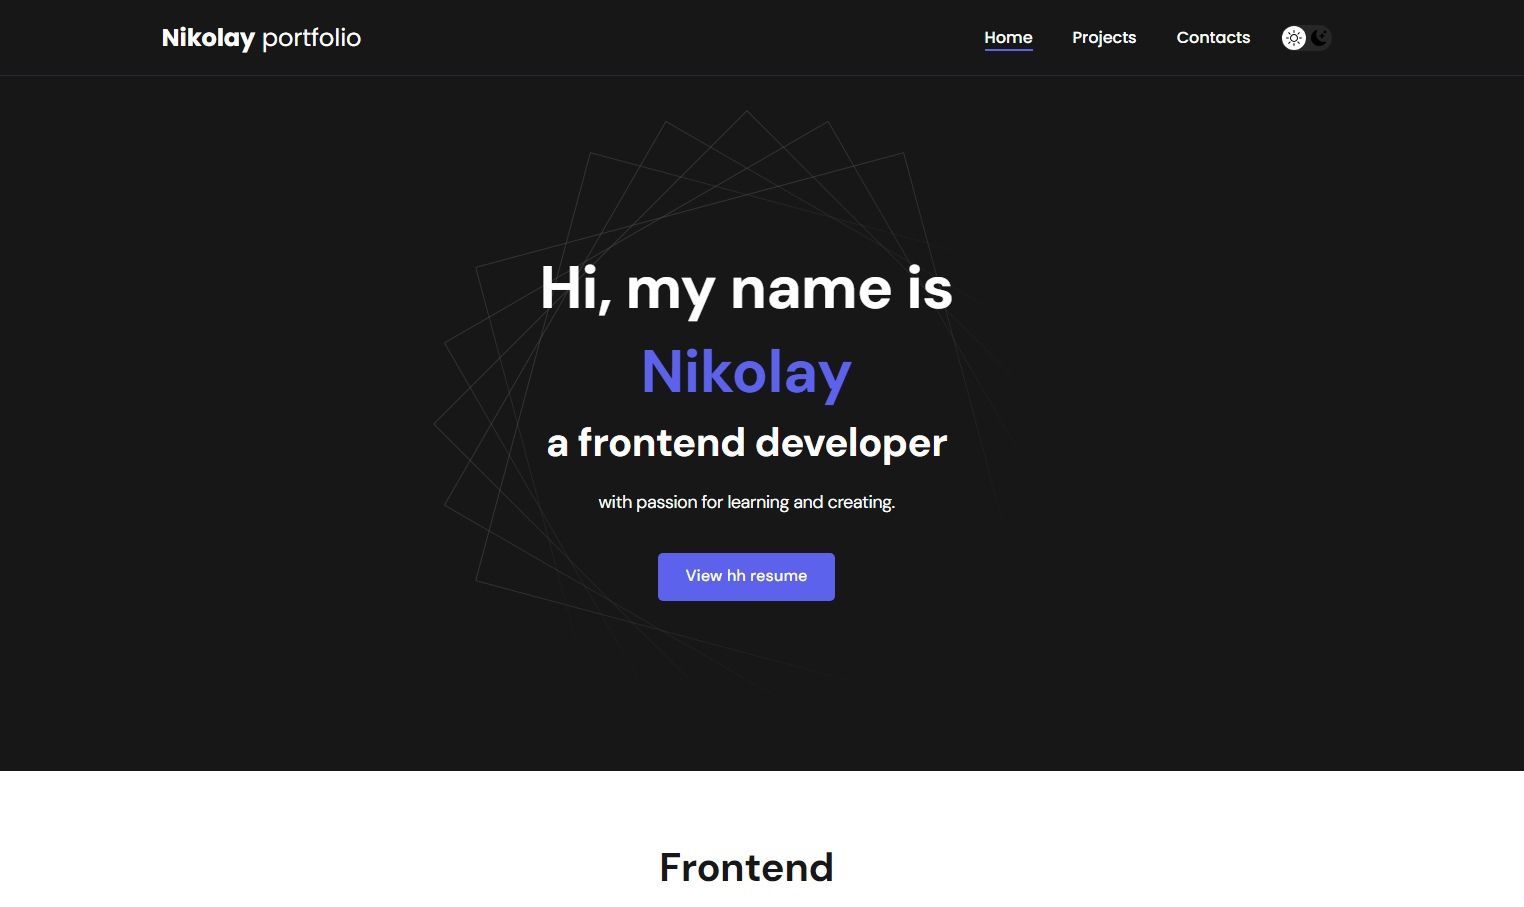 Nikolay portfolio
Home Projects Contacts
Hi, my name is
Nikolay
a frontend developer
with passion for learning and creating.
View hh resume
Frontend